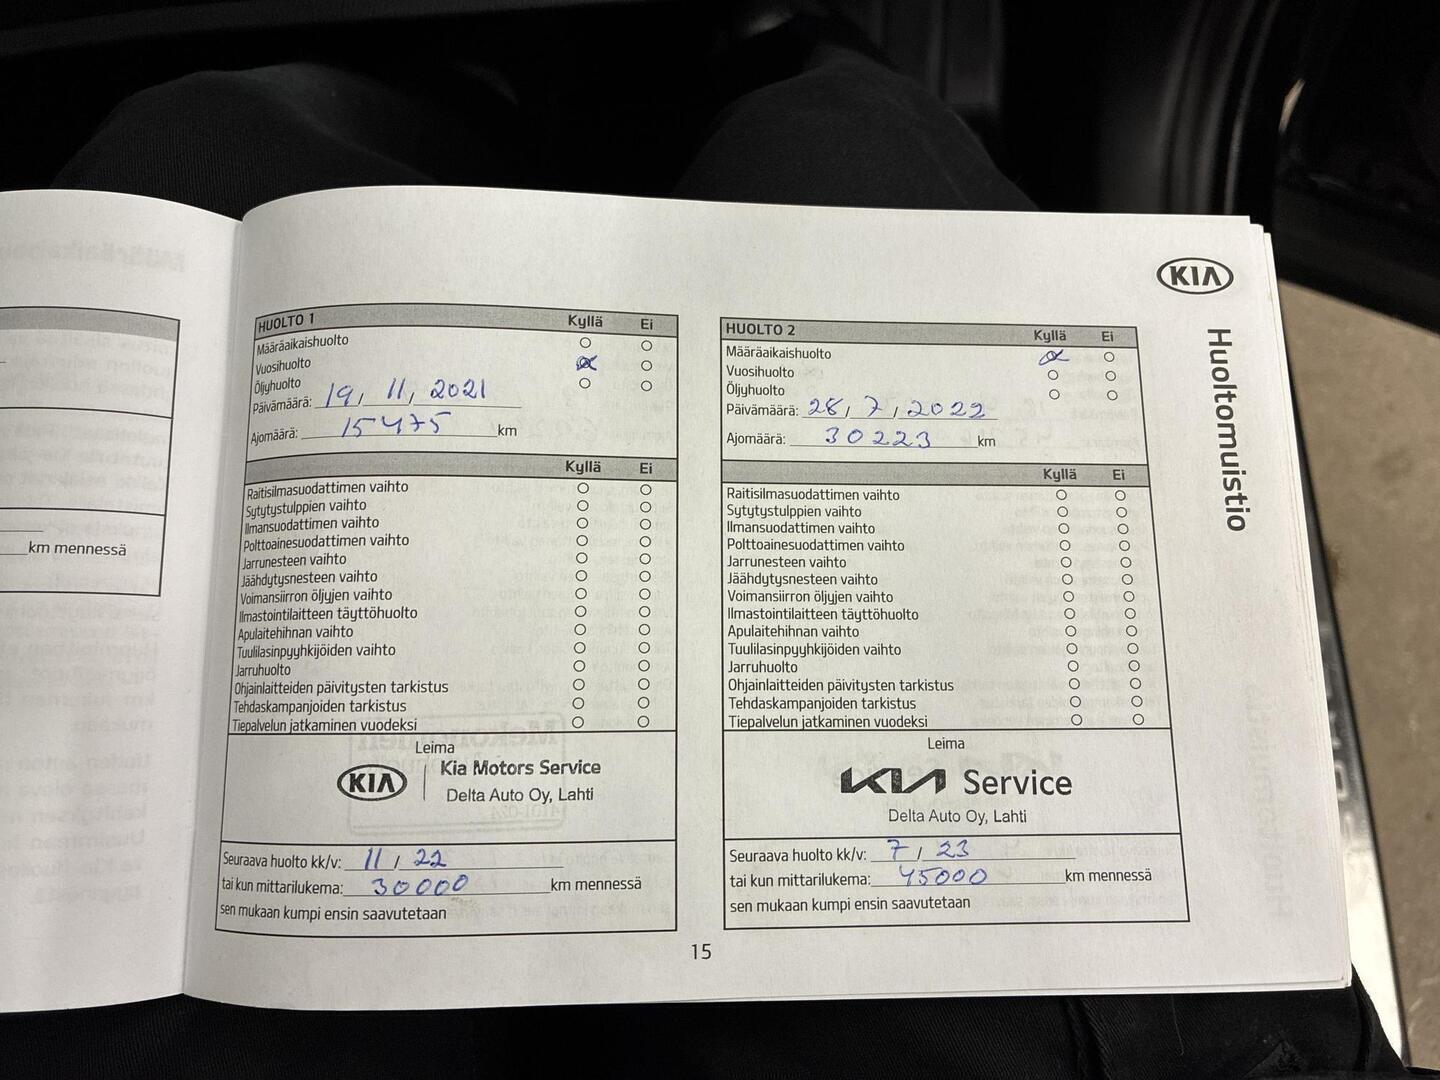 km mennessä
KIA
Huoltomuistio
HUOLTO 1 Kyllä Ei
Määräaikaishuolto
Vuosihuolto
Öljyhuolto
Päivämäärä: 19, 11, 2021
Ajomäärä: 15475 km
Kyllä Ei
Raitisilmasuodattimen vaihto
Sytytystulppien vaihto
Ilmansuodattimen vaihto
Polttoainesuodattimen vaihto
Jarrunesteen vaihto
Jäähdytysnesteen vaihto
Voimansiirron öljyjen vaihto
Ilmastointilaitteen täyttöhuolto
Apulaitehihnan vaihto
Tuulilasinpyyhkijöiden vaihto
Jarruhuolto
Ohjainlaitteiden päivitysten tarkistus
Tehdaskampanjoiden tarkistus
Tiepalvelun jatkaminen vuodeksi
Leima
KIA Kia Motors Service
Delta Auto Oy, Lahti
Seuraava huolto kk/v: 11 / 22
tai kun mittarilukema: 30000 km mennessä
sen mukaan kumpi ensin saavutetaan
HUOLTO 2 Kyllä Ei
Määräaikaishuolto
Vuosihuolto
Öljyhuolto
Päivämäärä: 28, 7, 2022
Ajomäärä: 30223 km
Kyllä Ei
Raitisilmasuodattimen vaihto
Sytytystulppien vaihto
Ilmansuodattimen vaihto
Polttoainesuodattimen vaihto
Jarrunesteen vaihto
Jäähdytysnesteen vaihto
Voimansiirron öljyjen vaihto
Ilmastointilaitteen täyttöhuolto
Apulaitehihnan vaihto
Tuulilasinpyyhkijöiden vaihto
Jarruhuolto
Ohjainlaitteiden päivitysten tarkistus
Tehdaskampanjoiden tarkistus
Tiepalvelun jatkaminen vuodeksi
Leima
KIA Service
Delta Auto Oy, Lahti
Seuraava huolto kk/v: 7 / 23
tai kun mittarilukema: 45000 km mennessä
sen mukaan kumpi ensin saavutetaan
15